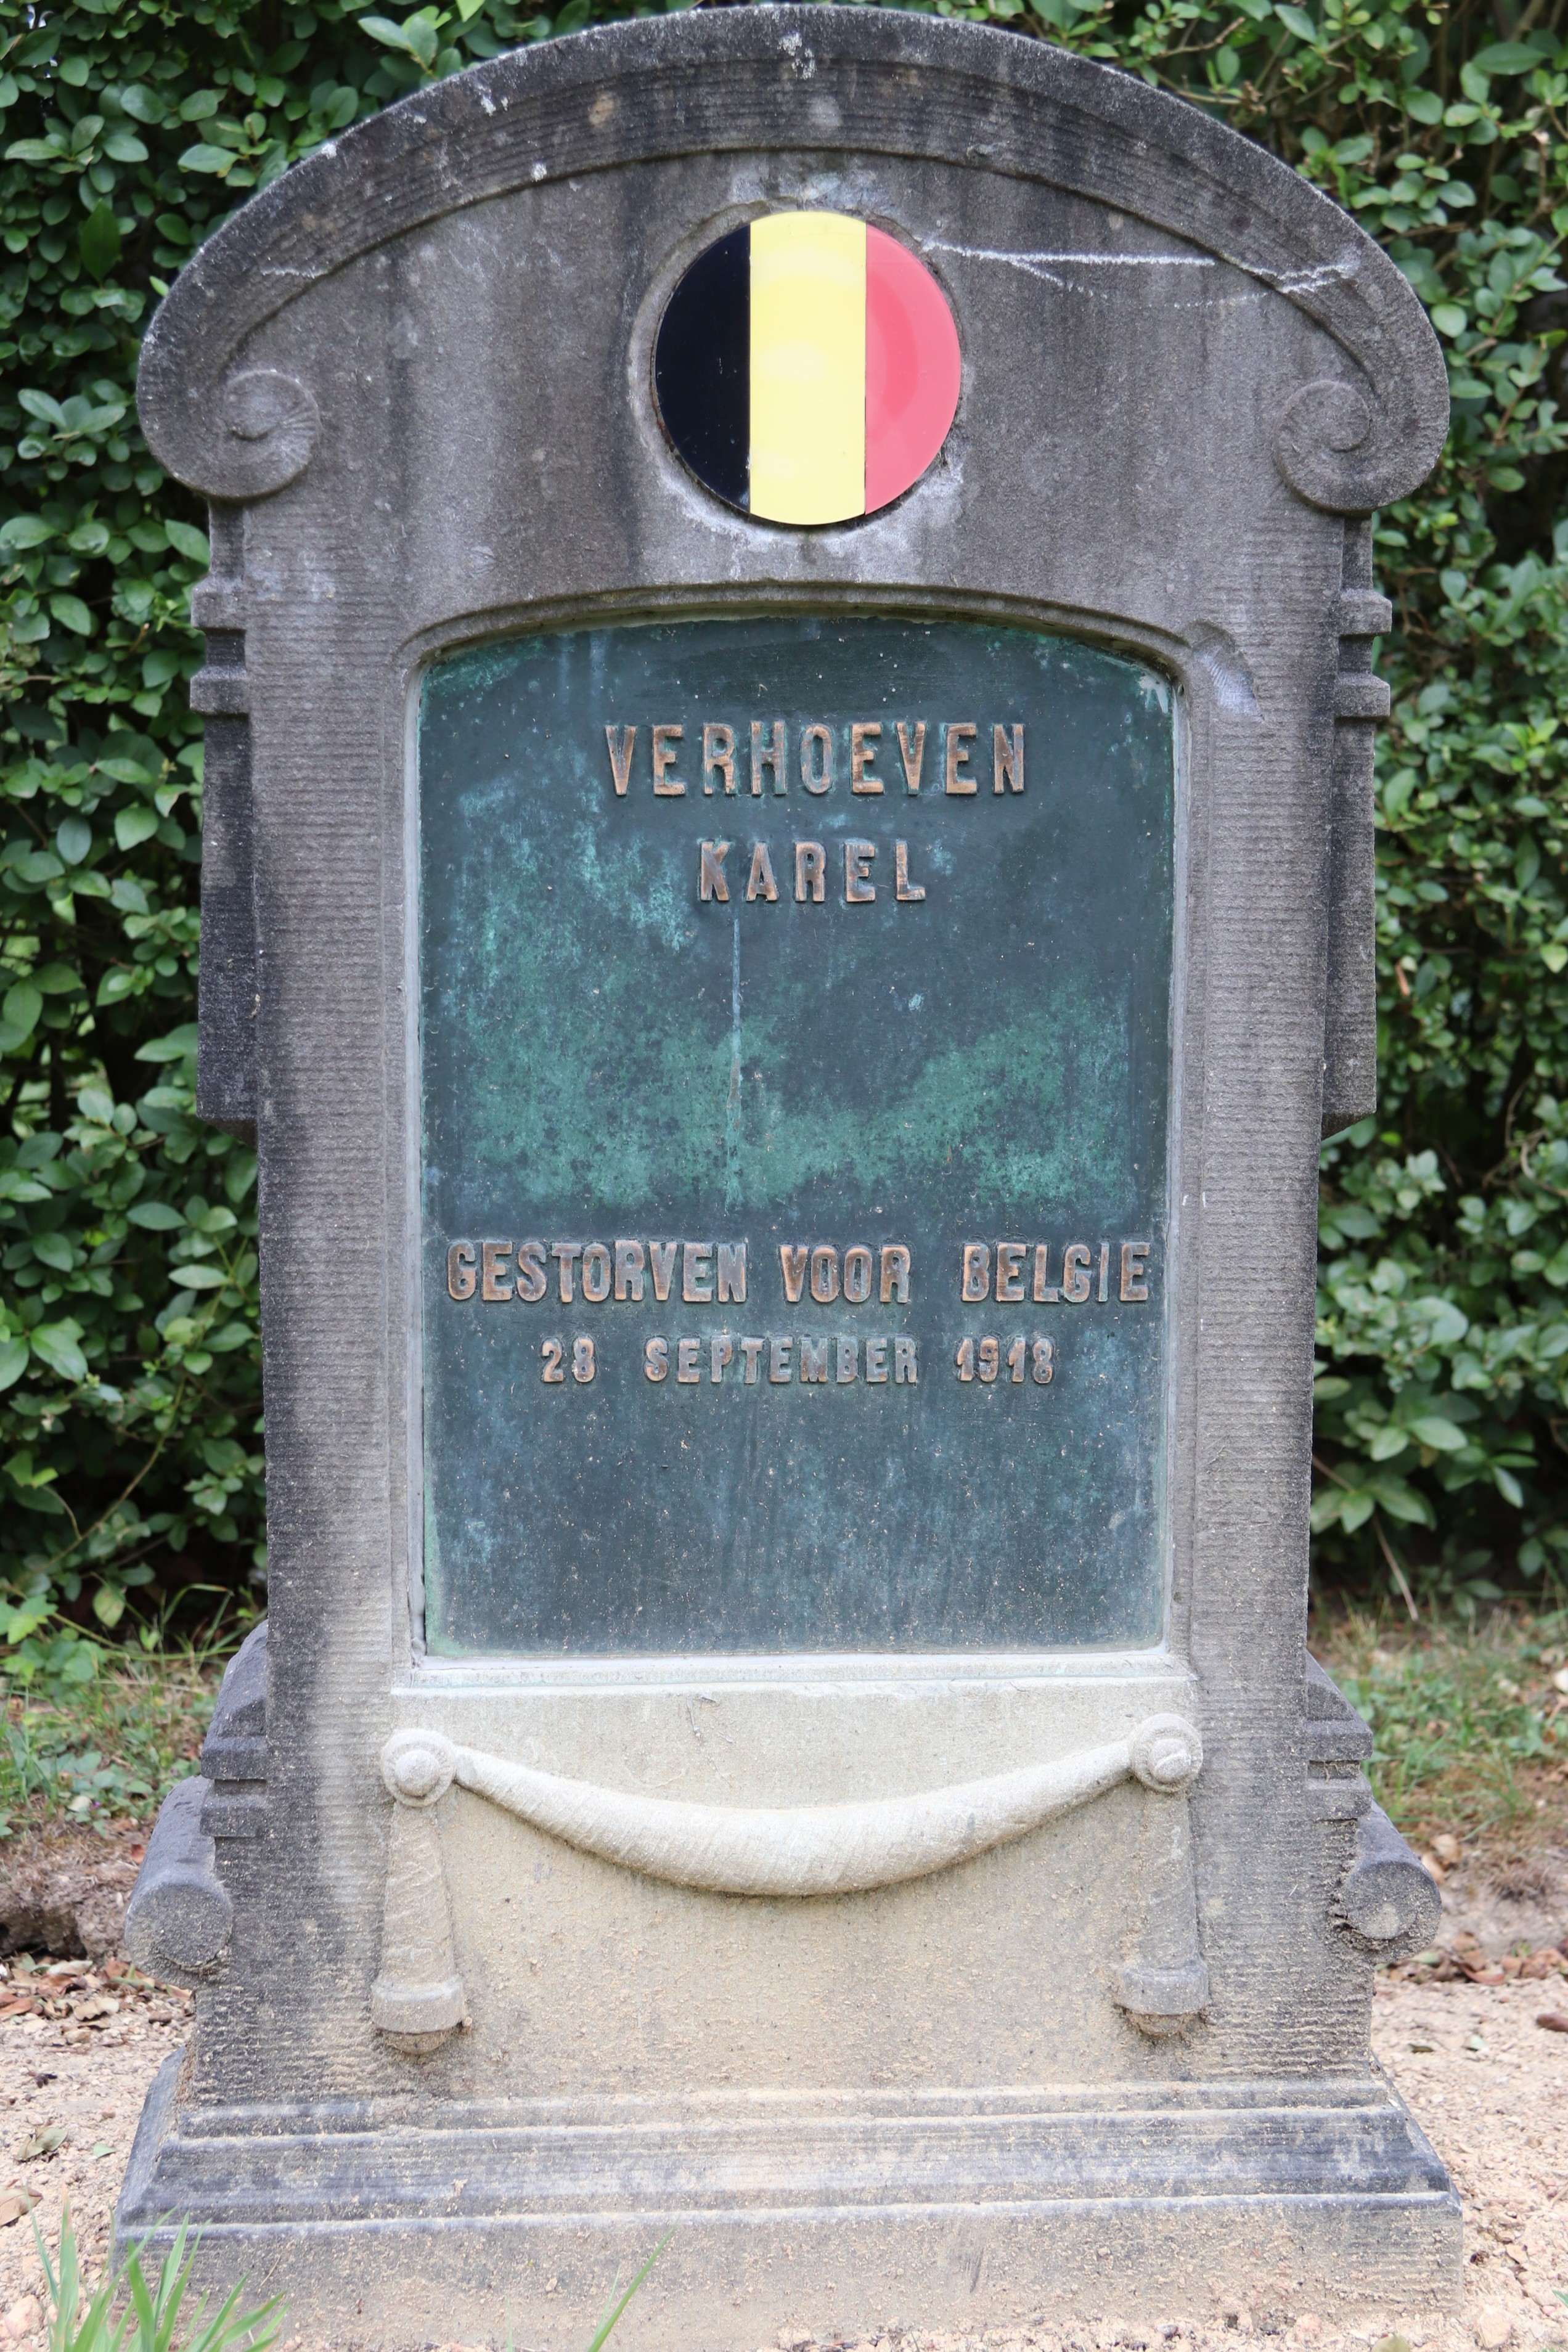 VERHOEVEN
KAREL
GESTORVEN VOOR BELGIE
28 SEPTEMBER 1918